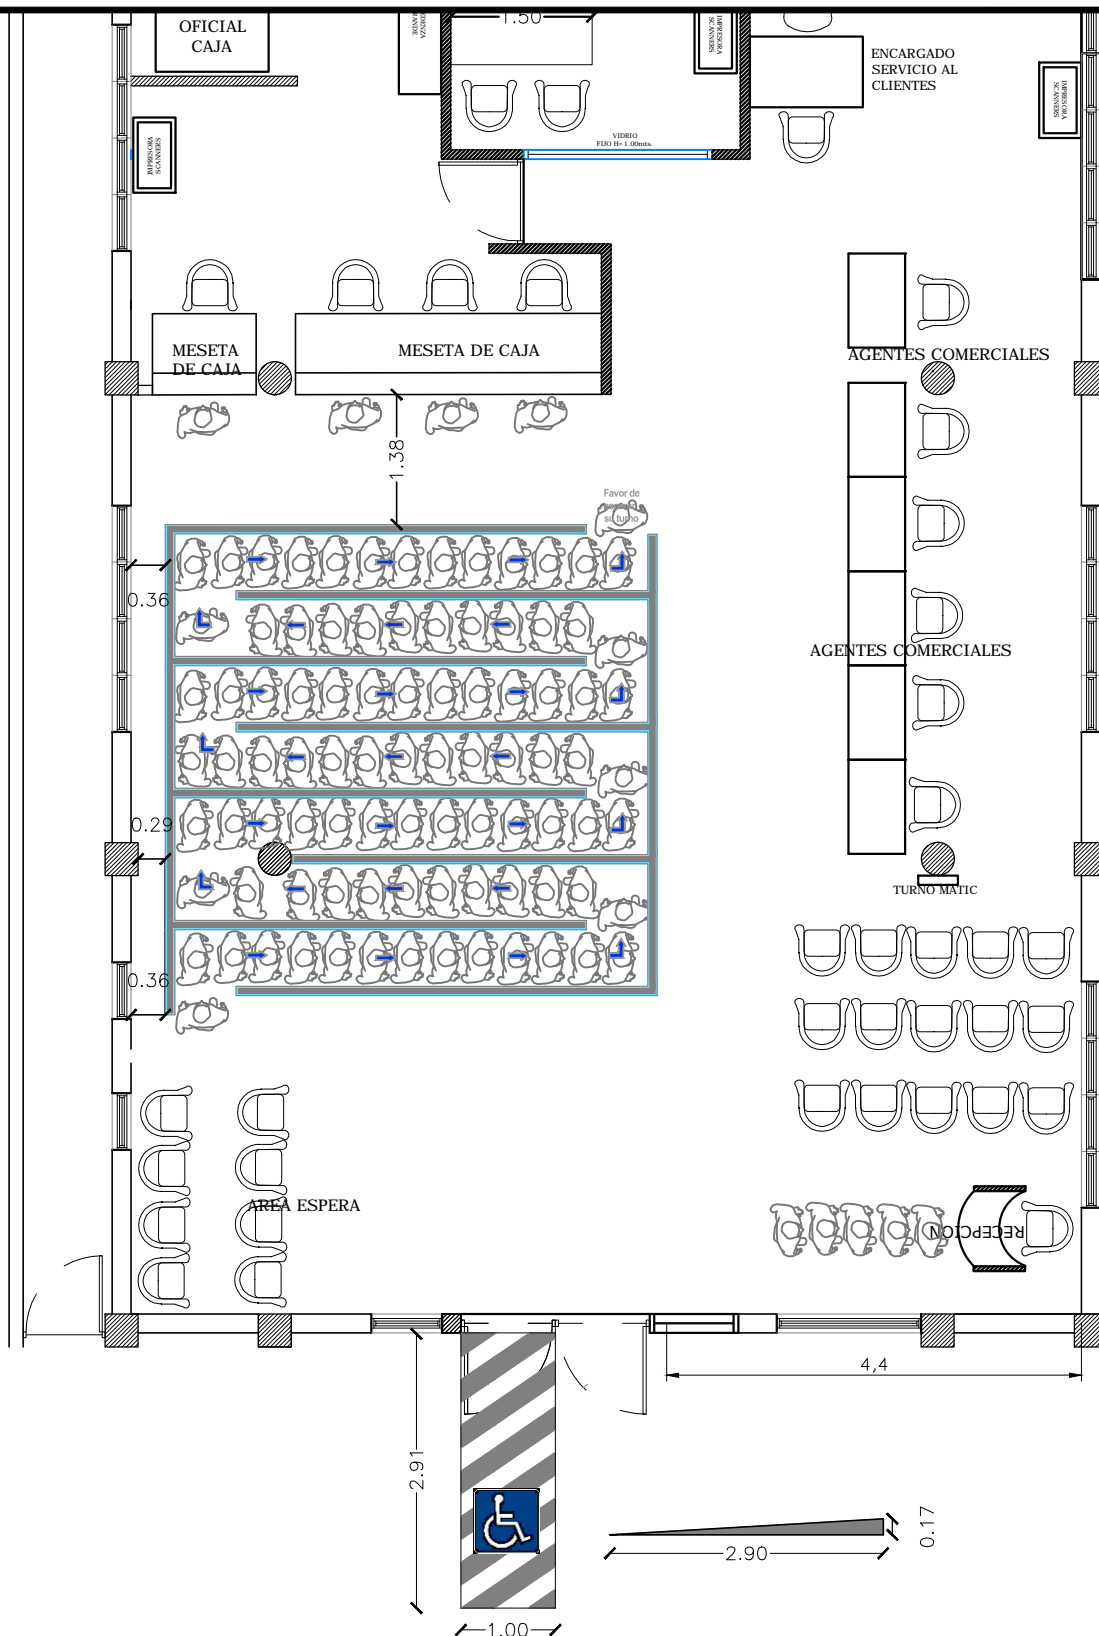 1.50
OFICIAL
CAJA
IMPRESORA
SCANNERS
ENCARGADO
SERVICIO AL
CLIENTES
IMPRESORA
SCANNERS
VIDRIO
FIJO H= 1.00mts.
IMPRESORA
SCANNERS
MESETA
DE CAJA
MESETA DE CAJA
AGENTES COMERCIALES
1.38
Favor de
su turno
0.36
AGENTES COMERCIALES
0.29
TURNO MATIC
0.36
AREA ESPERA
RECEPCION
4,4
2.91
0.17
2.90
1.00